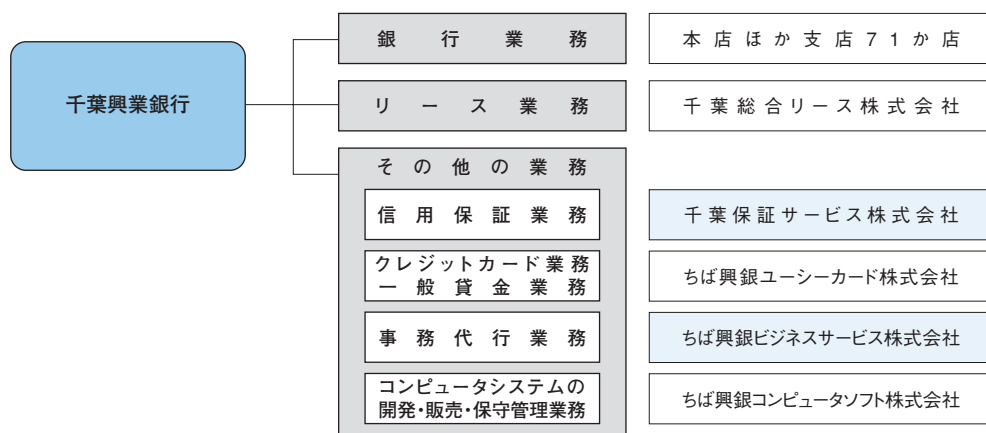 千葉興業銀行
銀行業務
本店ほか支店71か店
リース業務
千葉総合リース株式会社
その他の業務
信用保証業務
千葉保証サービス株式会社
クレジットカード業務
一般貸金業務
ちば興銀ユーシーカード株式会社
事務代行業務
ちば興銀ビジネスサービス株式会社
コンピュータシステムの
開発・販売・保守管理業務
ちば興銀コンピュータソフト株式会社